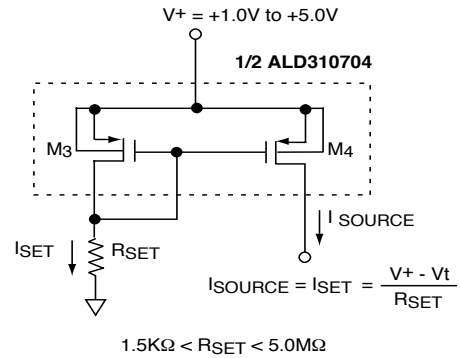 V+ = +1.0V to +5.0V
1/2 ALD310704
M3
M4
ISET
RSET
I SOURCE
ISOURCE = ISET = V+ - Vt
RSET
1.5KΩ < RSET < 5.0MΩ